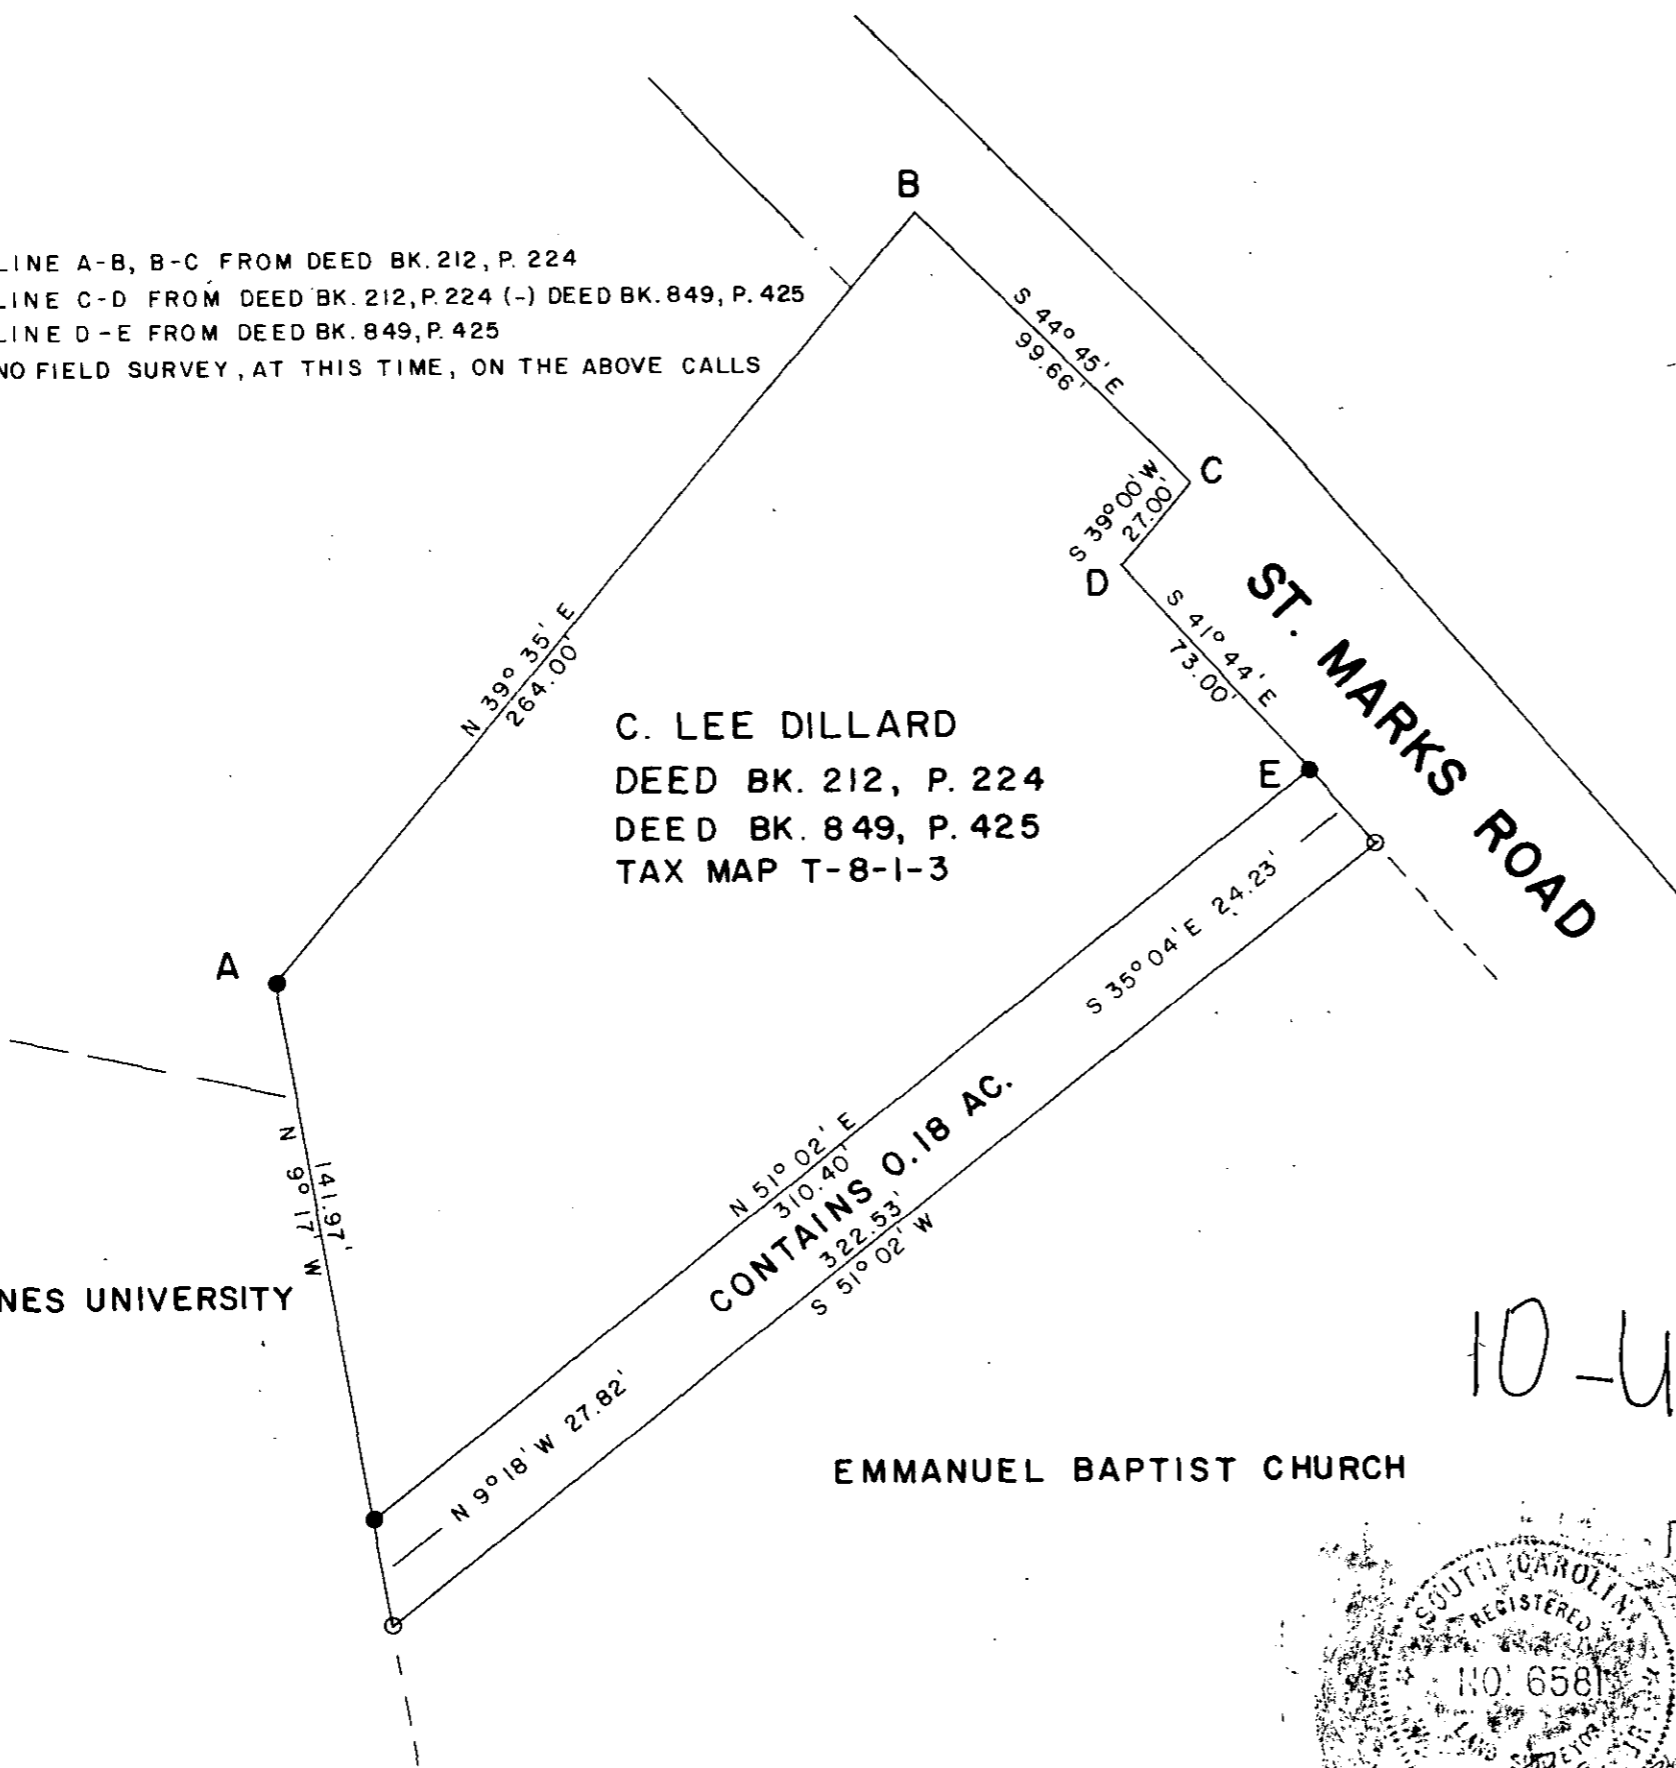 LINE A-B, B-C FROM DEED BK. 212, P. 224
LINE C-D FROM DEED BK. 212, P. 224 (-) DEED BK. 849, P. 425
LINE D-E FROM DEED BK. 849, P. 425
NO FIELD SURVEY, AT THIS TIME, ON THE ABOVE CALLS
B
S 44° 45' E
99.66'
C
S 39° 00' W
27.00'
D
S 41° 44' E
73.00'
ST. MARKS ROAD
N 39° 35' E
264.00'
C. LEE DILLARD
DEED BK. 212, P. 224
DEED BK. 849, P. 425
TAX MAP T-8-1-3
E
A
S 35° 04' E 24.23'
N 51° 02' E
310.40'
CONTAINS 0.18 AC.
322.53'
S 51° 02' W
141.97'
N 9° 17' W
NES UNIVERSITY
N 9° 18' W 27.82'
10-
EMMANUEL BAPTIST CHURCH
SOUTH CAROLINA
REGISTERED
NO. 6581
LAND SURVEYOR
JR.